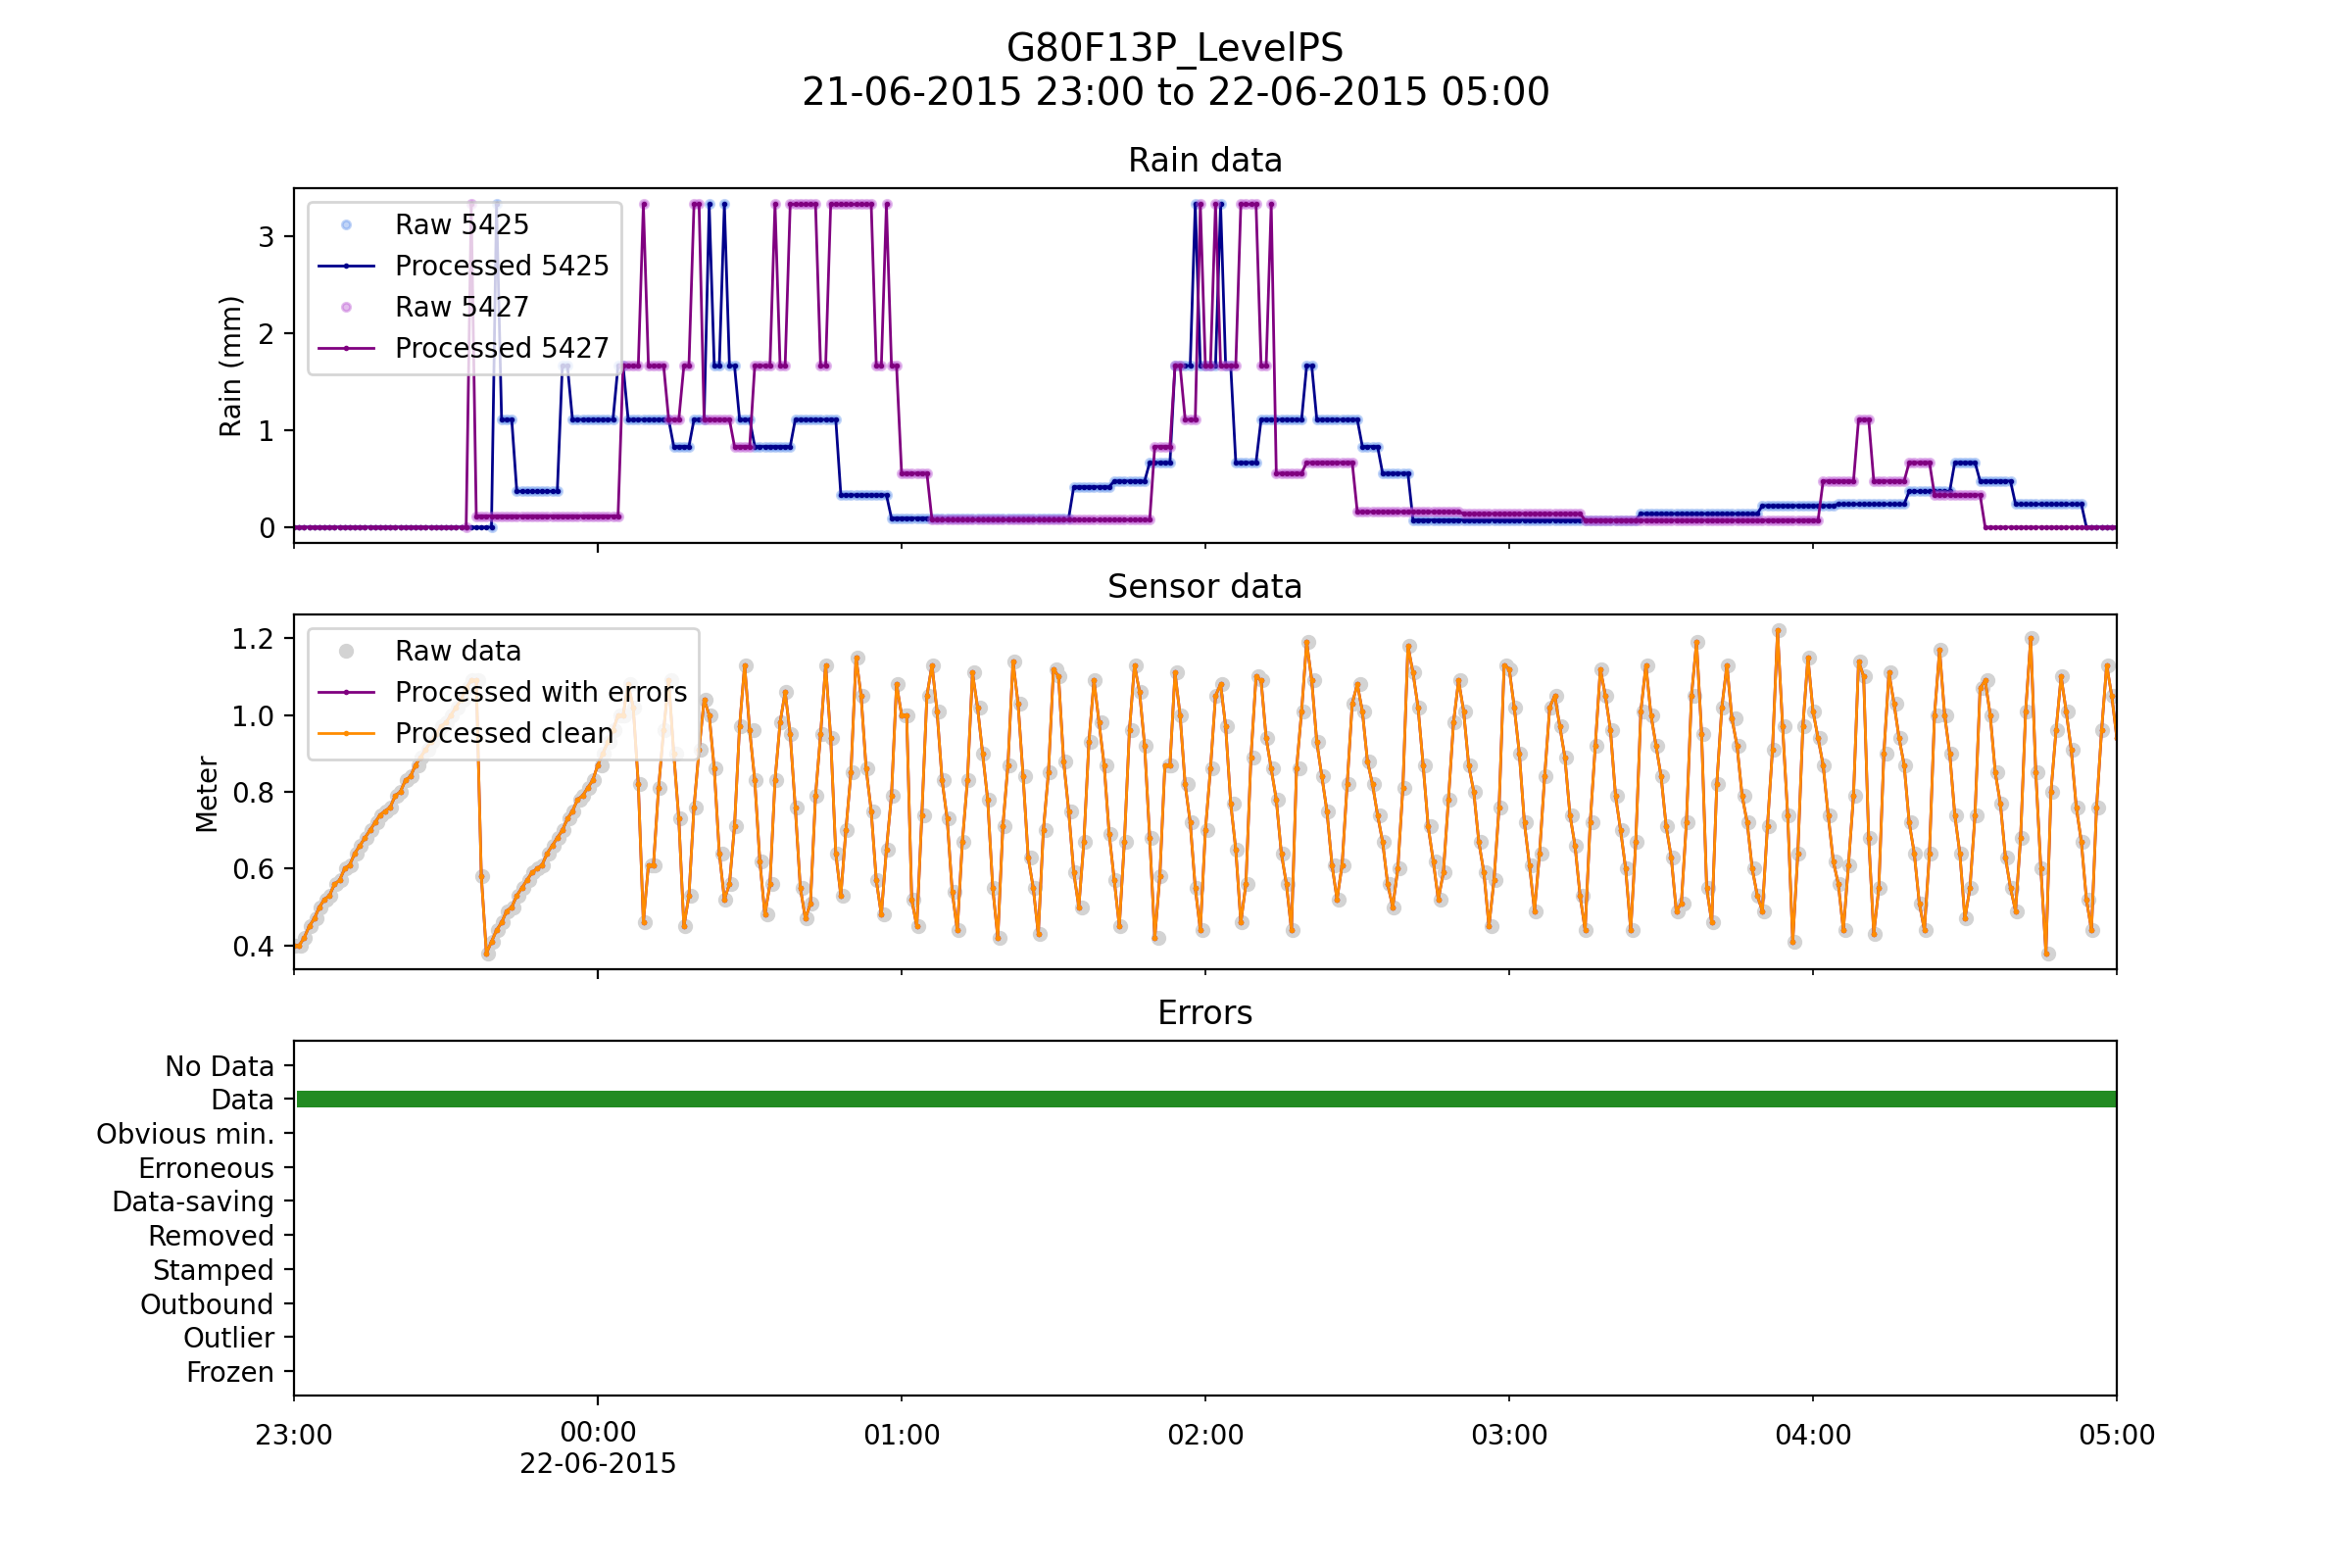 G80F13P_LevelPS
21-06-2015 23:00 to 22-06-2015 05:00
Rain data
Raw 5425
Processed 5425
Raw 5427
Processed 5427
Rain (mm)
3
2
1
0
Sensor data
Raw data
Processed with errors
Processed clean
Meter
1.2
1.0
0.8
0.6
0.4
Errors
No Data
Data
Obvious min.
Erroneous
Data-saving
Removed
Stamped
Outbound
Outlier
Frozen
23:00 00:00 01:00 02:00 03:00 04:00 05:00
22-06-2015